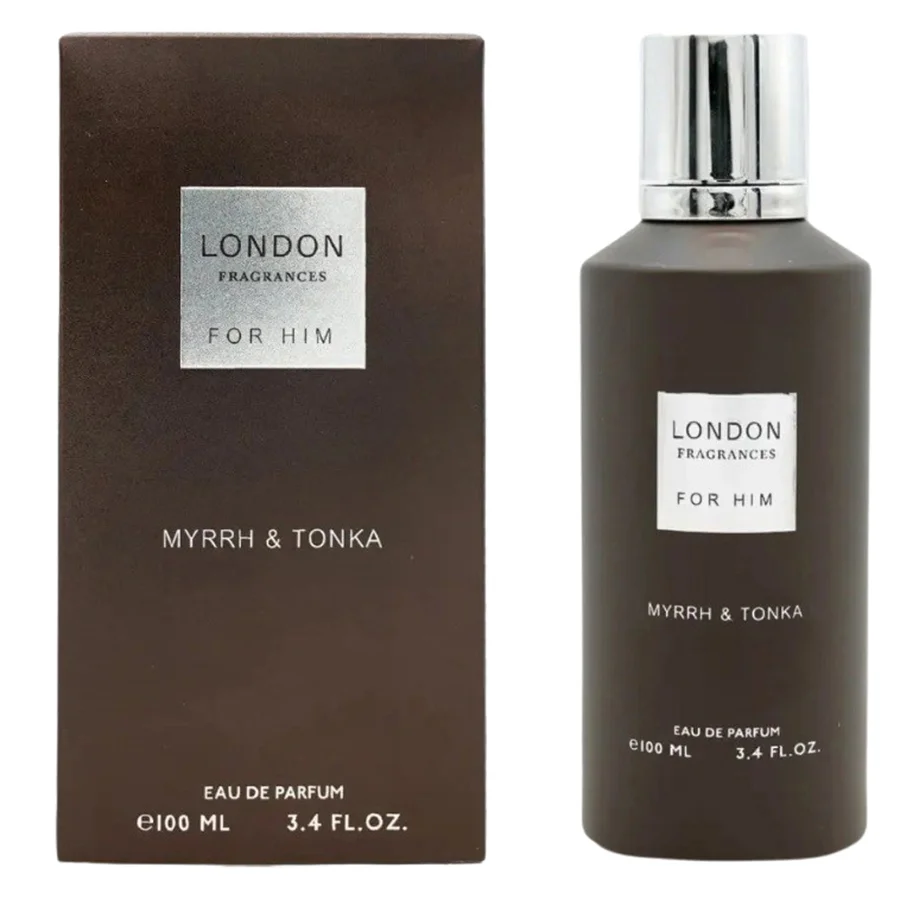 LONDON
FRAGRANCES
FOR HIM
MYRRH & TONKA
EAU DE PARFUM
℮100 ML 3.4 FL.OZ.
LONDON
FRAGRANCES
FOR HIM
MYRRH & TONKA
EAU DE PARFUM
℮100 ML 3.4 FL.OZ.